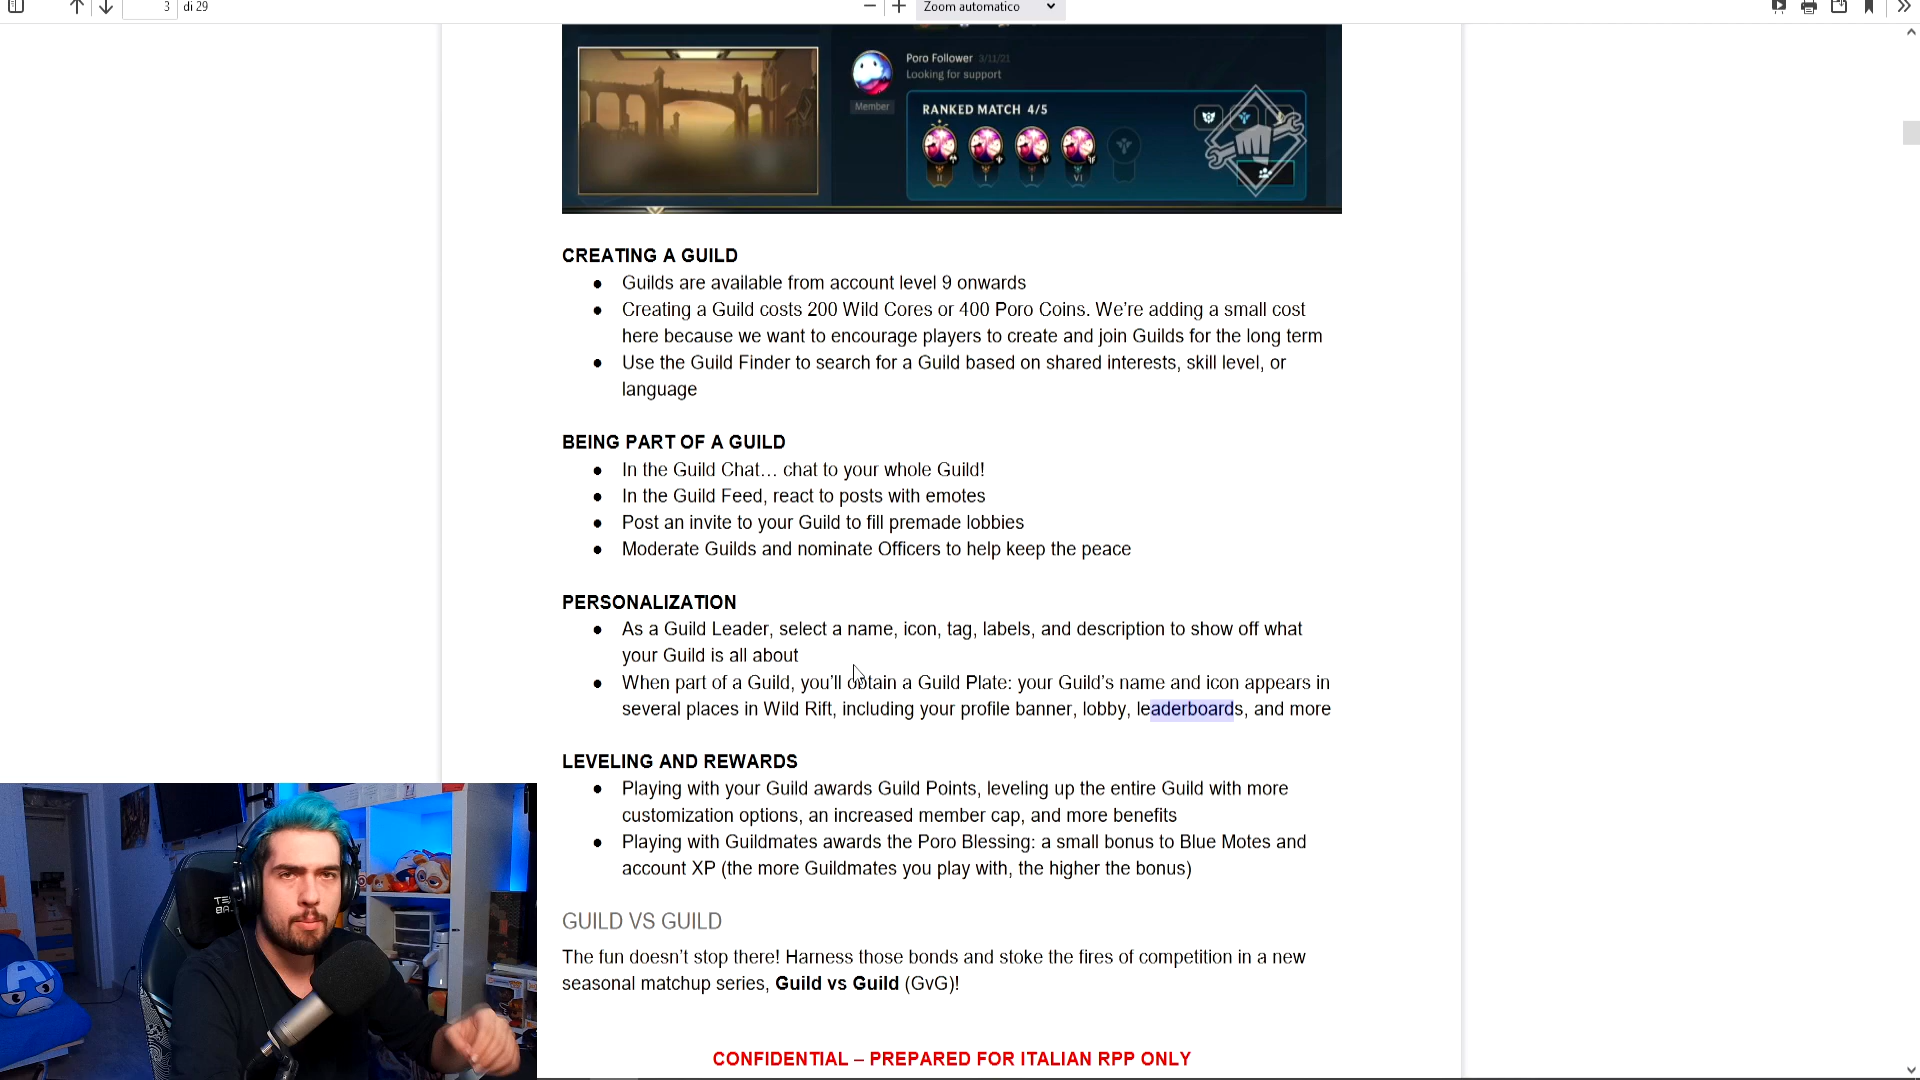 3 di 29 Zoom automatico
Poro Follower 3/11/21
Looking for support
Member
RANKED MATCH 4/5
II I I VI
CREATING A GUILD
● Guilds are available from account level 9 onwards
● Creating a Guild costs 200 Wild Cores or 400 Poro Coins. We’re adding a small cost
here because we want to encourage players to create and join Guilds for the long term
● Use the Guild Finder to search for a Guild based on shared interests, skill level, or
language
BEING PART OF A GUILD
● In the Guild Chat… chat to your whole Guild!
● In the Guild Feed, react to posts with emotes
● Post an invite to your Guild to fill premade lobbies
● Moderate Guilds and nominate Officers to help keep the peace
PERSONALIZATION
● As a Guild Leader, select a name, icon, tag, labels, and description to show off what
your Guild is all about
● When part of a Guild, you’ll obtain a Guild Plate: your Guild’s name and icon appears in
several places in Wild Rift, including your profile banner, lobby, leaderboards, and more
LEVELING AND REWARDS
● Playing with your Guild awards Guild Points, leveling up the entire Guild with more
customization options, an increased member cap, and more benefits
● Playing with Guildmates awards the Poro Blessing: a small bonus to Blue Motes and
account XP (the more Guildmates you play with, the higher the bonus)
GUILD VS GUILD
The fun doesn’t stop there! Harness those bonds and stoke the fires of competition in a new
seasonal matchup series, Guild vs Guild (GvG)!
CONFIDENTIAL – PREPARED FOR ITALIAN RPP ONLY